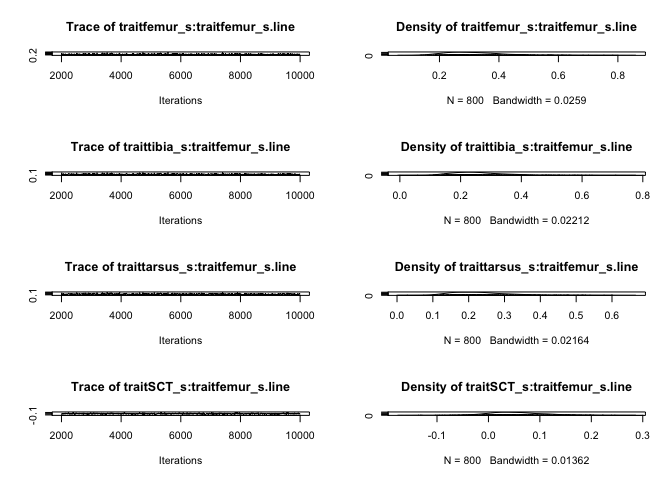 Trace of traitfemur_s:traitfemur_s.line
0.2
2000 4000 6000 8000 10000
Iterations
Density of traitfemur_s:traitfemur_s.line
0
0.2 0.4 0.6 0.8
N = 800 Bandwidth = 0.0259
Trace of traittibia_s:traitfemur_s.line
0.1
2000 4000 6000 8000 10000
Iterations
Density of traittibia_s:traitfemur_s.line
0
0.0 0.2 0.4 0.6 0.8
N = 800 Bandwidth = 0.02212
Trace of traittarsus_s:traitfemur_s.line
0.1
2000 4000 6000 8000 10000
Iterations
Density of traittarsus_s:traitfemur_s.line
0
0.0 0.1 0.2 0.3 0.4 0.5 0.6
N = 800 Bandwidth = 0.02164
Trace of traitSCT_s:traitfemur_s.line
-0.1
2000 4000 6000 8000 10000
Iterations
Density of traitSCT_s:traitfemur_s.line
0
-0.1 0.0 0.1 0.2 0.3
N = 800 Bandwidth = 0.01362